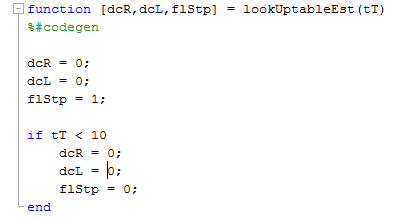 function [dcR,dcL,flStp] = lookUptableEst(tT)
%#codegen
dcR = 0;
dcL = 0;
flStp = 1;
if tT < 10
dcR = 0;
dcL = 0;
flStp = 0;
end